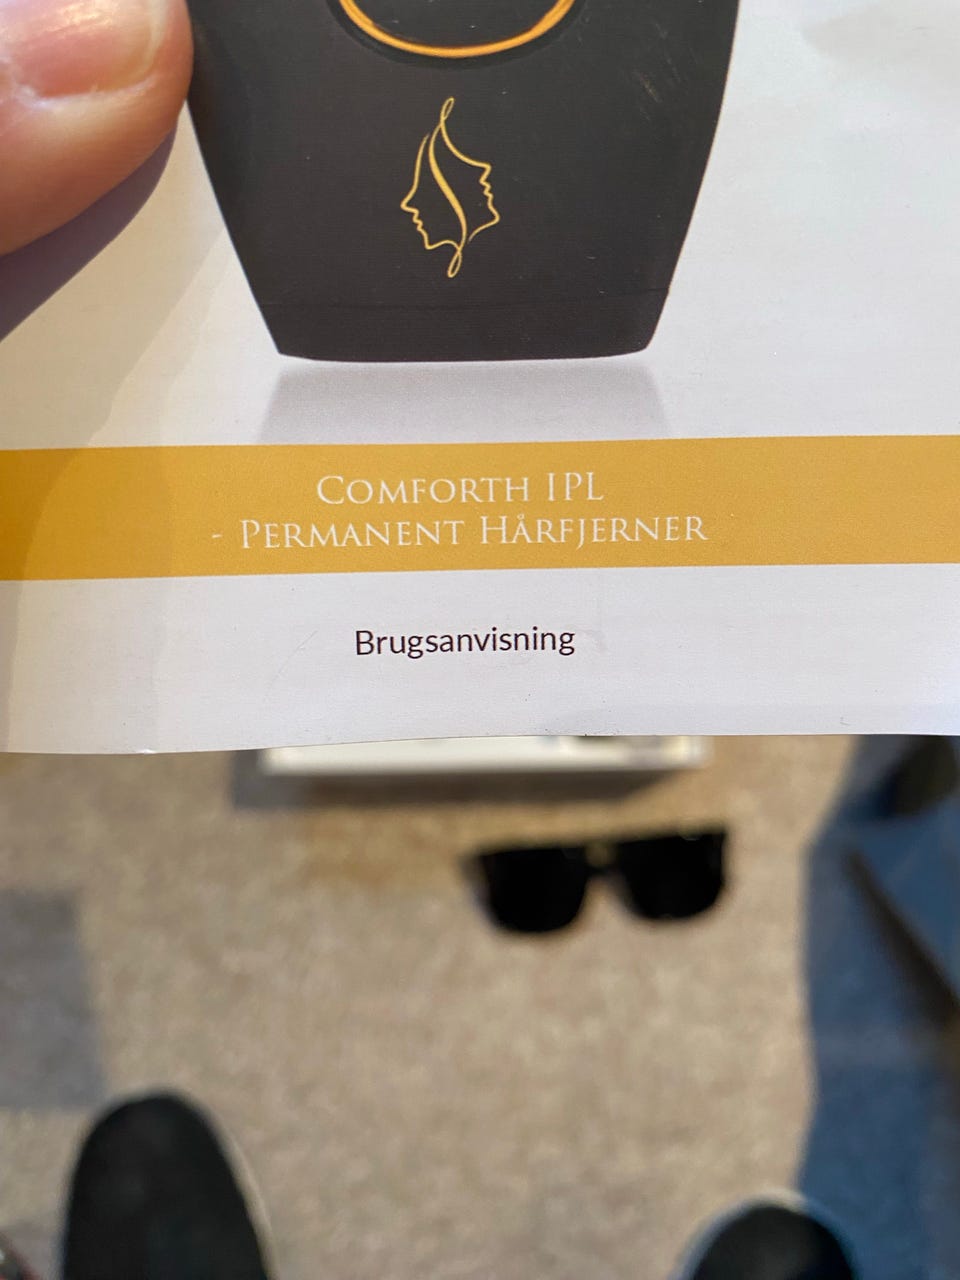 Comforth IPL
- Permanent Hårfjerner
Brugsanvisning